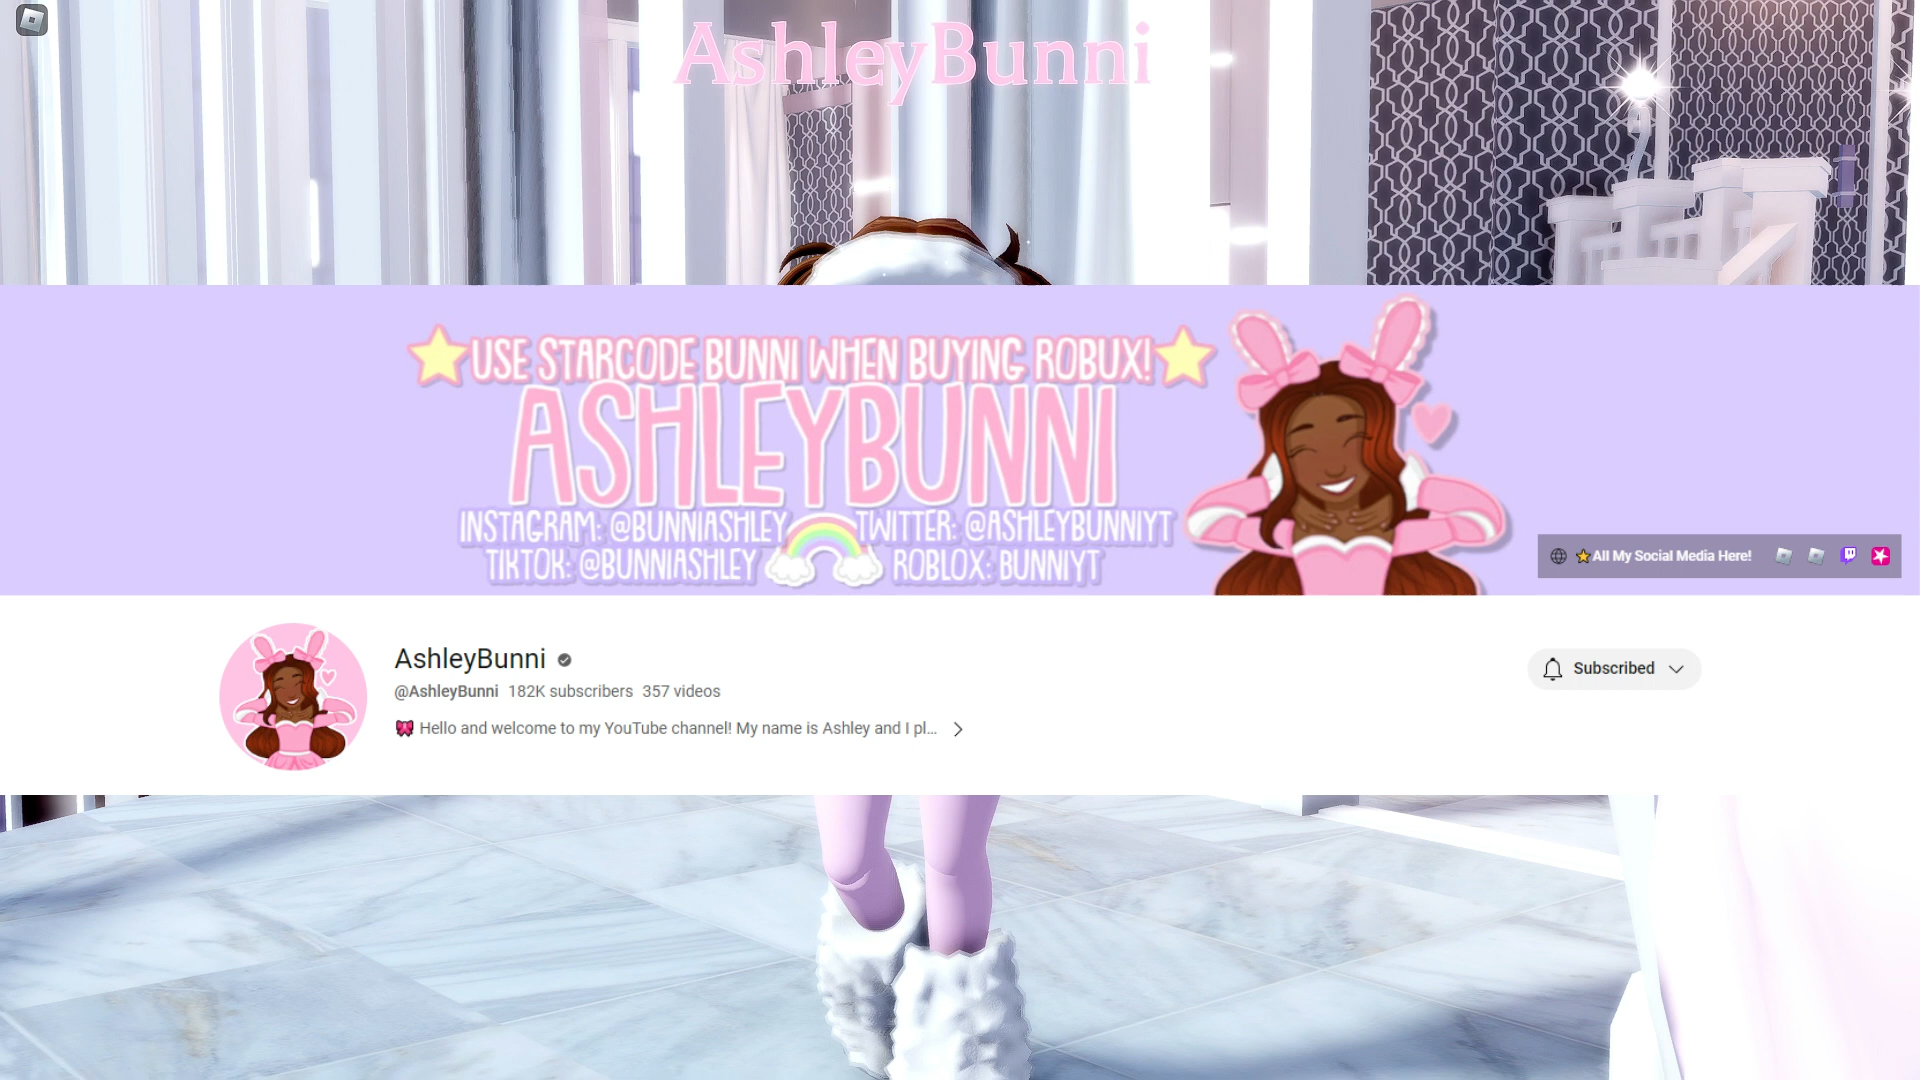 AshleyBunni
USE STARCODE BUNNI WHEN BUYING ROBUX!
ASHLEYBUNNI
INSTAGRAM: @BUNNIASHLEY TWITTER: @ASHLEYBUNNIYT
TIKTOK: @BUNNIASHLEY ROBLOX: BUNNIYT
All My Social Media Here!
AshleyBunni
@AshleyBunni 182K subscribers 357 videos
Subscribed
Hello and welcome to my YouTube channel! My name is Ashley and I pl...